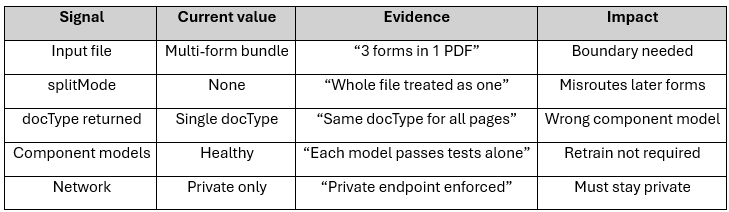 Signal Current value Evidence Impact
Input file Multi-form bundle “3 forms in 1 PDF” Boundary needed
splitMode None “Whole file treated as one” Misroutes later forms
docType returned Single docType “Same docType for all pages” Wrong component model
Component models Healthy “Each model passes tests alone” Retrain not required
Network Private only “Private endpoint enforced” Must stay private